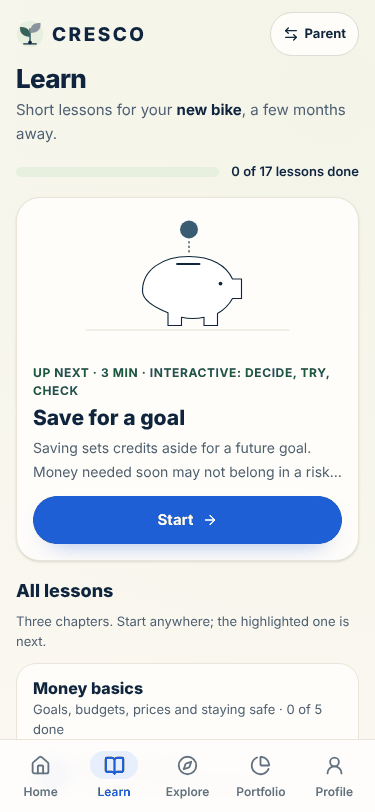 CRESCO
Parent
Learn
Short lessons for your new bike, a few months
away.
0 of 17 lessons done
UP NEXT · 3 MIN · INTERACTIVE: DECIDE, TRY,
CHECK
Save for a goal
Saving sets credits aside for a future goal.
Money needed soon may not belong in a risk...
Start
All lessons
Three chapters. Start anywhere; the highlighted one is
next.
Money basics
Goals, budgets, prices and staying safe · 0 of 5
done
Home
Learn
Explore
Portfolio
Profile